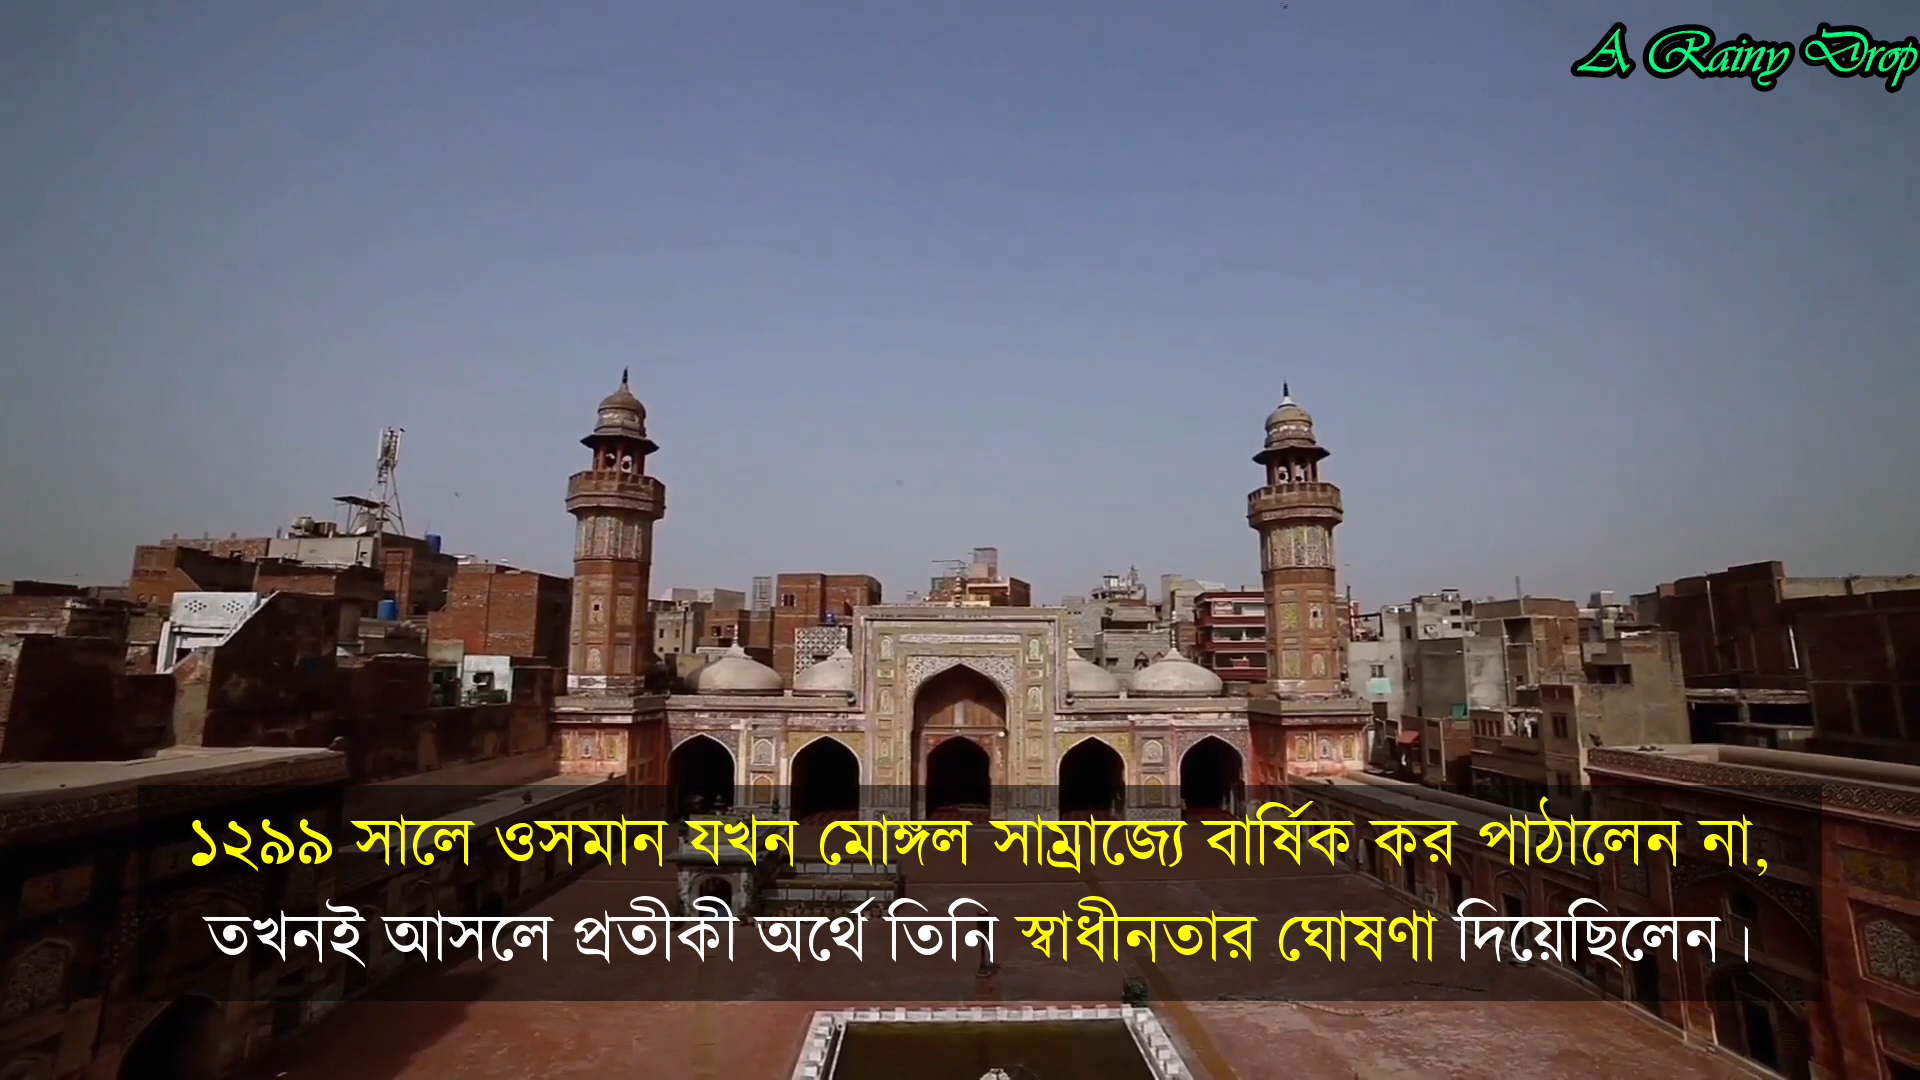 A Rainy Drop
১২৯৯ সালে ওসমান যখন মোঙ্গল সাম্রাজ্যে বার্ষিক কর পাঠালেন না,
তখনই আসলে প্রতীকী অর্থে তিনি স্বাধীনতার ঘোষণা দিয়েছিলেন।